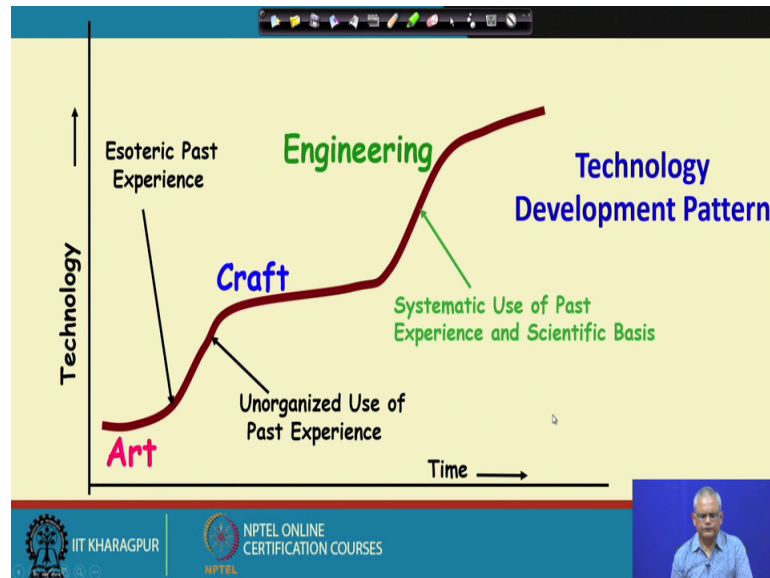 Esoteric Past
Experience
Engineering
Technology
Development Pattern
Technology
Craft
Systematic Use of Past
Experience and Scientific Basis
Unorganized Use of
Past Experience
Art
Time
IIT KHARAGPUR
NPTEL
NPTEL ONLINE
CERTIFICATION COURSES